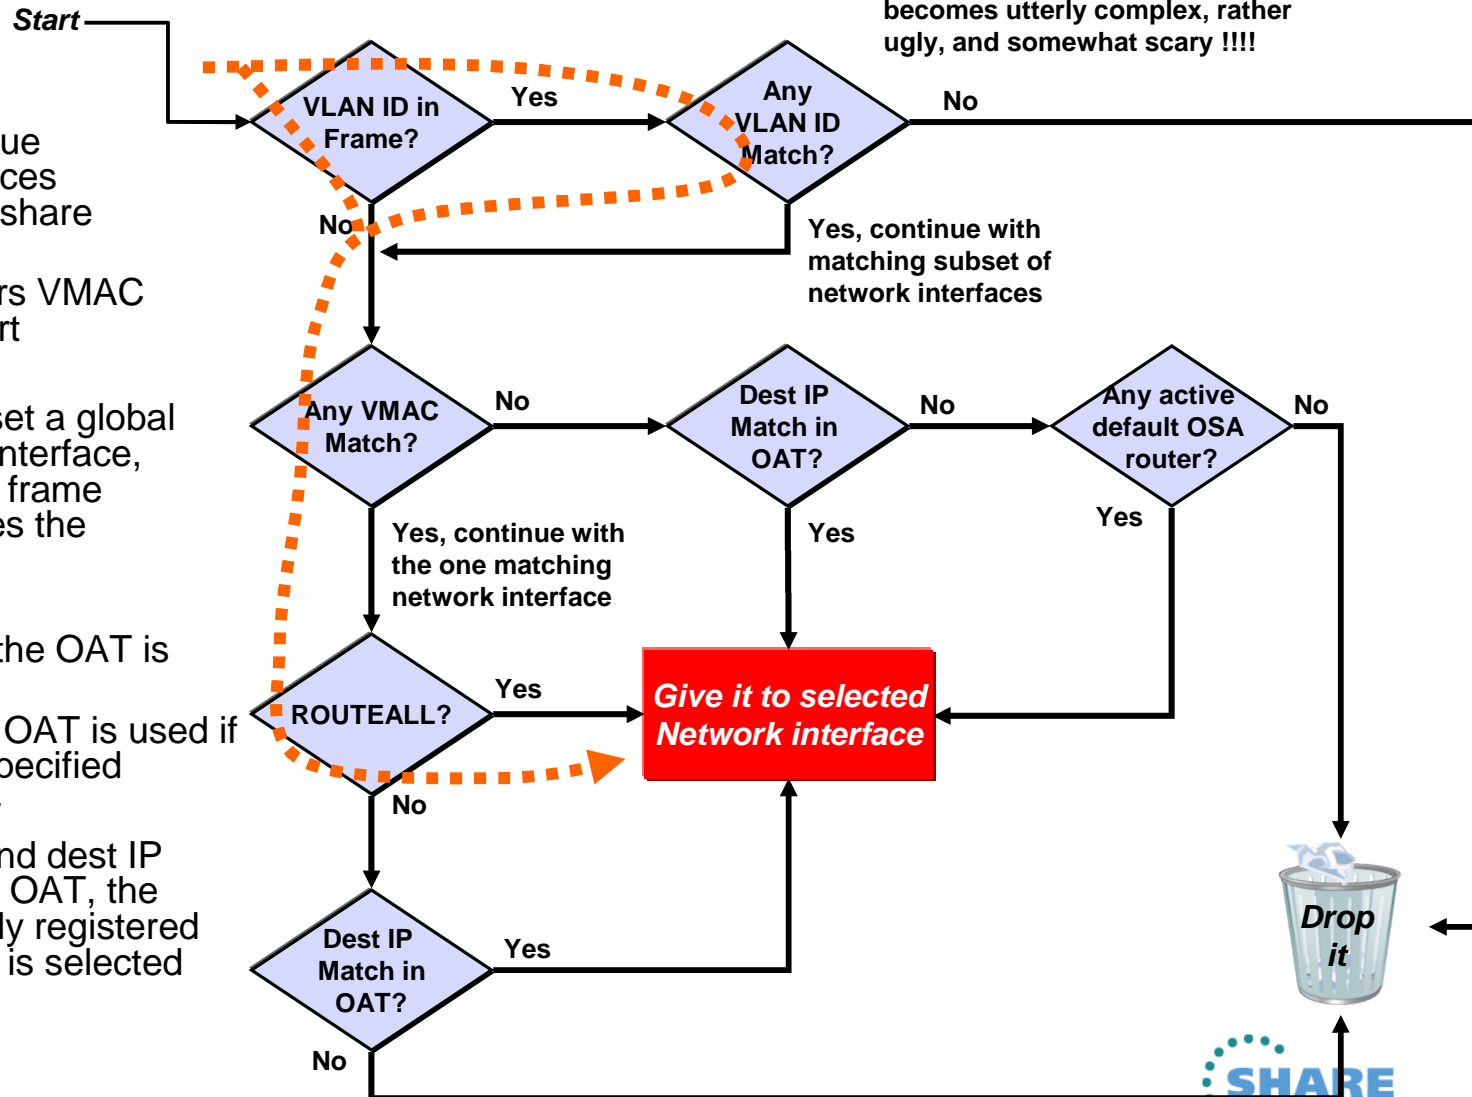 becomes utterly complex, rather
ugly, and somewhat scary !!!!
Start
VLAN ID in
Frame?
Yes
Any
VLAN ID
Match?
No
ue
ces
share
No
Yes, continue with
matching subset of
network interfaces
rs VMAC
rt
Any VMAC
Match?
No
Dest IP
Match in
OAT?
No
Any active
default OSA
router?
No
set a global
nterface,
frame
es the
Yes, continue with
the one matching
network interface
Yes
Yes
the OAT is
OAT is used if
pecified
ROUTEALL?
Yes
Give it to selected
Network interface
No
nd dest IP
OAT, the
ly registered
is selected
Dest IP
Match in
OAT?
Yes
No
Drop
it
SHARE